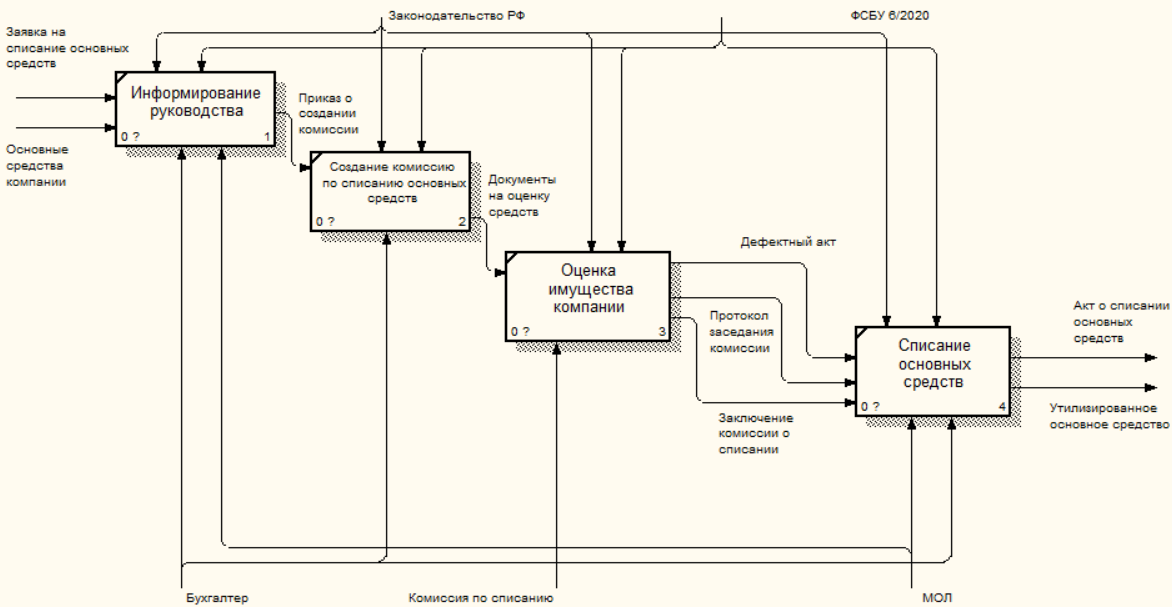 Законодательство РФ
ФСБУ 6/2020
Заявка на
списание основных
средств
Информирование
руководства
0 ?
1
Основные
средства
компании
Приказ о
создании
комиссии
Создание комиссию
по списанию основных
средств
0 ?
2
Документы
на оценку
средств
Оценка
имущества
компании
0 ?
3
Дефектный акт
Протокол
заседания
комиссии
Заключение
комиссии о
списании
Списание
основных
средств
0 ?
4
Акт о списании
основных
средств
Утилизированное
основное средство
Бухгалтер
Комиссия по списанию
МОЛ